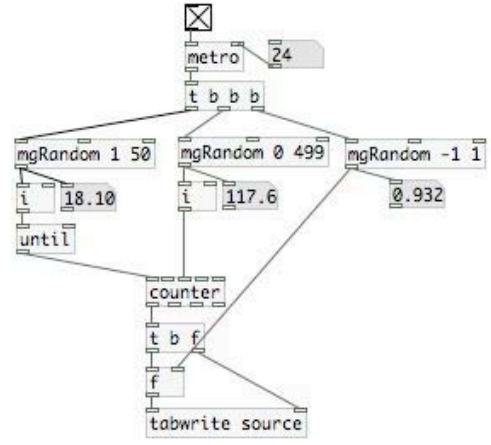 metro 24
t b b b
mgRandom 1 50 mgRandom 0 499 mgRandom -1 1
i 18.10 i 117.6 0.932
until
counter
t b f
f
tabwrite source